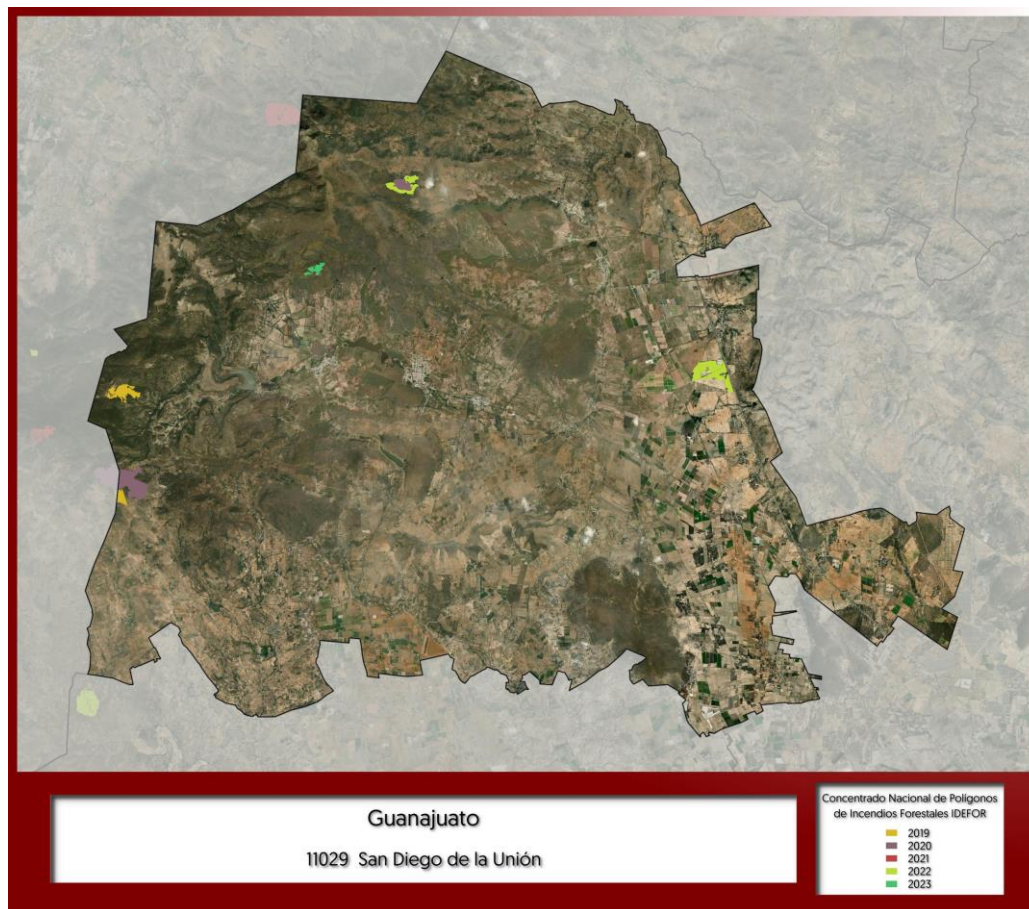 Guanajuato
11029 San Diego de la Unión
Concentrado Nacional de Polígonos
de Incendios Forestales IDEFOR
2019
2020
2021
2022
2023